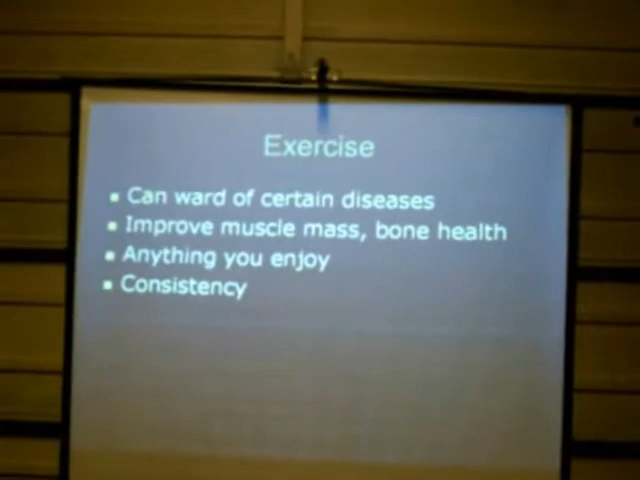 Exercise
Can ward of certain diseases
Improve muscle mass, bone health
Anything you enjoy
Consistency